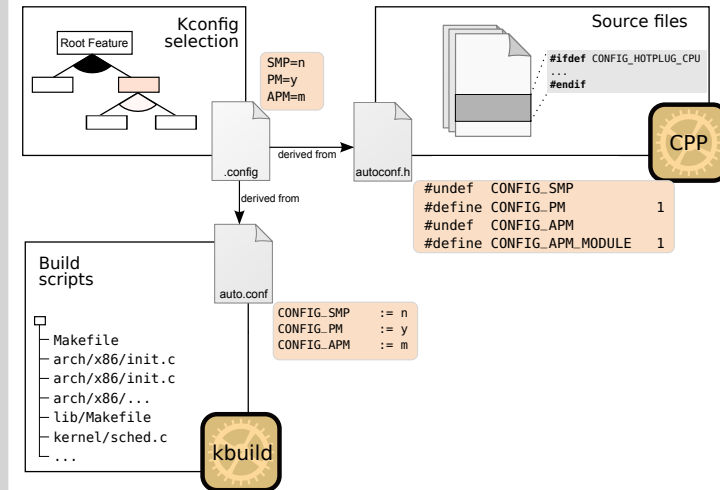 Kconfig
selection
Root Feature
SMP=n
PM=y
APM=m
Source files
#ifdef CONFIG_HOTPLUG_CPU
...
#endif
CPP
.config
derived from
autoconf.h
#undef CONFIG_SMP
#define CONFIG_PM 1
#undef CONFIG_APM
#define CONFIG_APM_MODULE 1
derived from
Build
scripts
auto.conf
CONFIG_SMP := n
CONFIG_PM := y
CONFIG_APM := m
Makefile
arch/x86/init.c
arch/x86/init.c
arch/x86/...
lib/Makefile
kernel/sched.c
...
kbuild